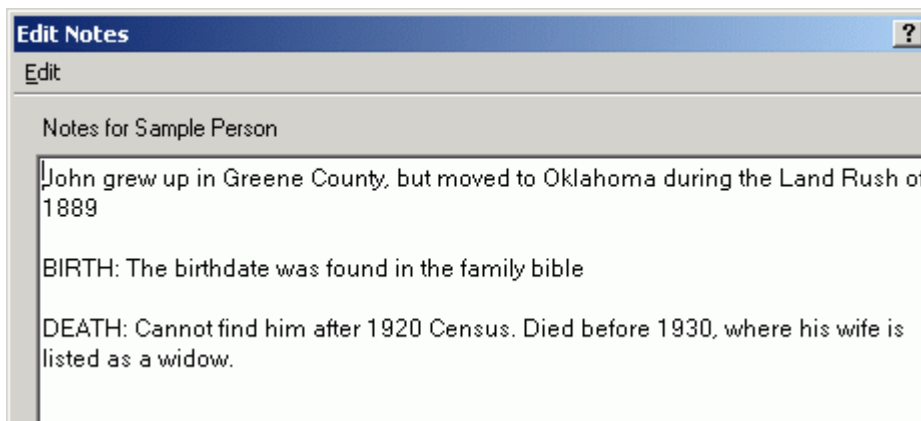 Edit Notes
?
Edit
Notes for Sample Person
John grew up in Greene County, but moved to Oklahoma during the Land Rush of
1889
BIRTH: The birthdate was found in the family bible
DEATH: Cannot find him after 1920 Census. Died before 1930, where his wife is
listed as a widow.